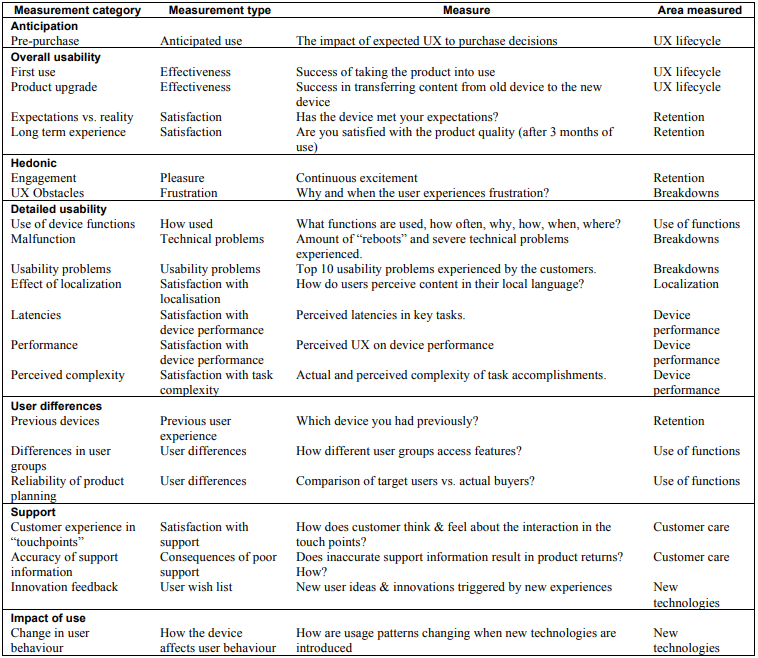 Measurement category Measurement type Measure Area measured
Anticipation
Pre-purchase Anticipated use The impact of expected UX to purchase decisions UX lifecycle
Overall usability
First use Effectiveness Success of taking the product into use UX lifecycle
Product upgrade Effectiveness Success in transferring content from old device to the new UX lifecycle
device
Expectations vs. reality Satisfaction Has the device met your expectations? Retention
Long term experience Satisfaction Are you satisfied with the product quality (after 3 months of Retention
use)
Hedonic
Engagement Pleasure Continuous excitement Retention
UX Obstacles Frustration Why and when the user experiences frustration? Breakdowns
Detailed usability
Use of device functions How used What functions are used, how often, why, how, when, where? Use of functions
Malfunction Technical problems Amount of “reboots” and severe technical problems Breakdowns
experienced.
Usability problems Usability problems Top 10 usability problems experienced by the customers. Breakdowns
Effect of localization Satisfaction with How do users perceive content in their local language? Localization
localisation
Latencies Satisfaction with Perceived latencies in key tasks. Device
device performance performance
Performance Satisfaction with Perceived UX on device performance Device
device performance performance
Perceived complexity Satisfaction with task Actual and perceived complexity of task accomplishments. Device
complexity performance
User differences
Previous devices Previous user Which device you had previously? Retention
experience
Differences in user User differences How different user groups access features? Use of functions
groups
Reliability of product User differences Comparison of target users vs. actual buyers? Use of functions
planning
Support
Customer experience in Satisfaction with How does customer think & feel about the interaction in the Customer care
“touchpoints” support touch points?
Accuracy of support Consequences of poor Does inaccurate support information result in product returns? Customer care
information support How?
Innovation feedback User wish list New user ideas & innovations triggered by new experiences New
technologies
Impact of use
Change in user How the device How are usage patterns changing when new technologies are New
behaviour affects user behaviour introduced technologies